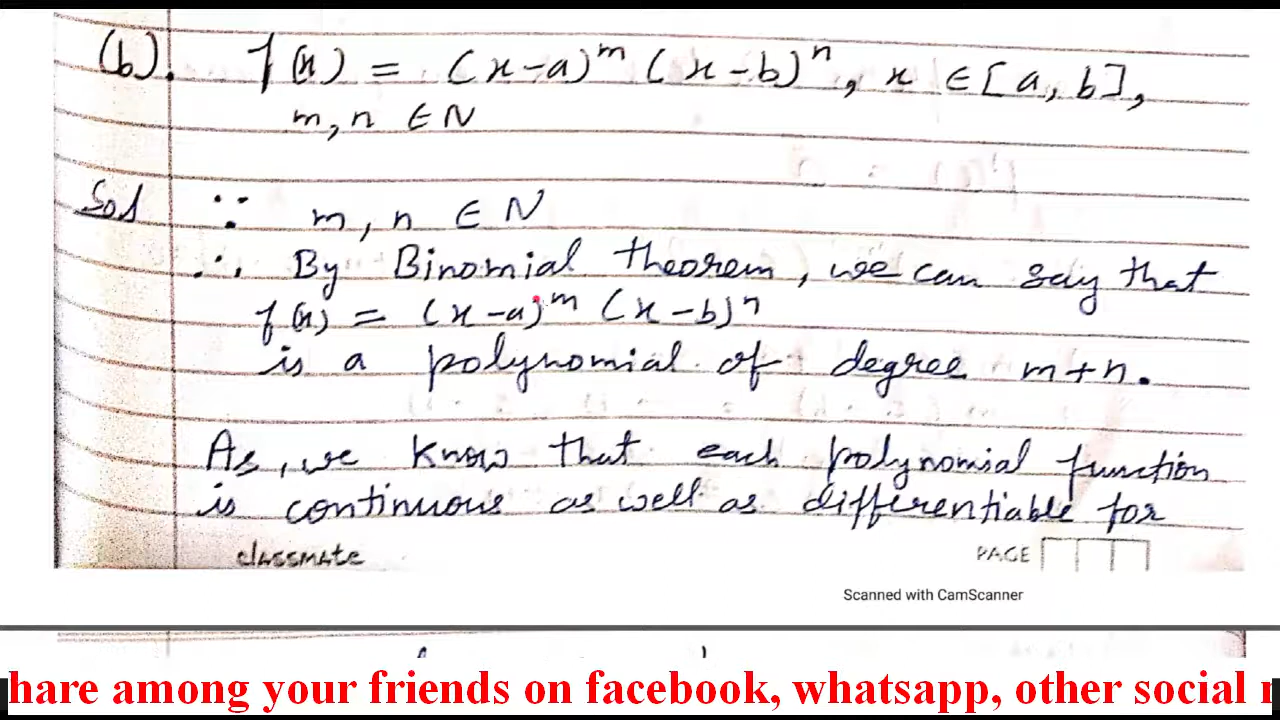 (b). f(x) = (x-a)^m (x-b)^n, x ∈ [a, b],
m, n ∈ N
Sol ∵ m, n ∈ N
∴ By Binomial theorem, we can say that
f(x) = (x-a)^m (x-b)^n
is a polynomial of degree m+n.
As, we know that each polynomial function
is continuous as well as differentiable for
classmate PAGE
Scanned with CamScanner
hare among your friends on facebook, whatsapp, other social